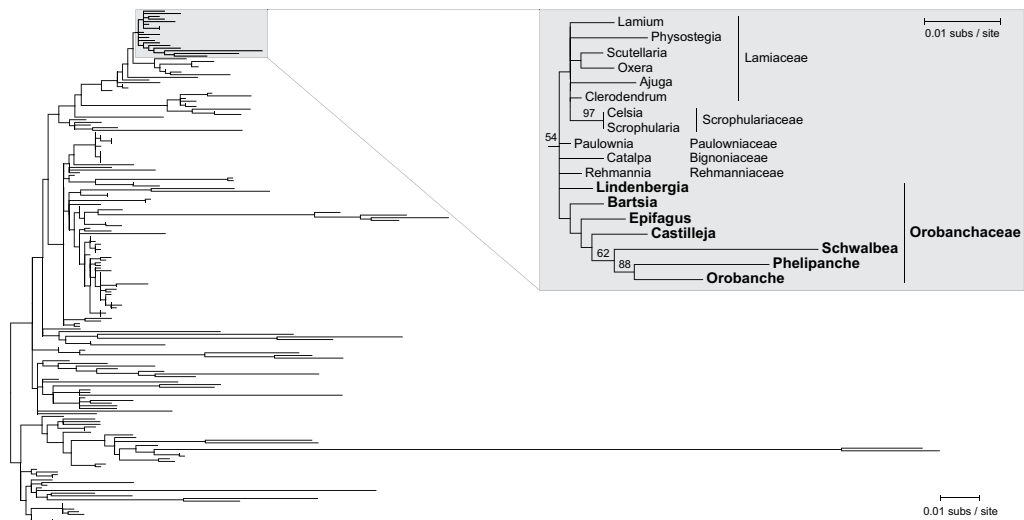 Lamium
0.01 subs / site
Physostegia
Scutellaria
Lamiaceae
Oxera
Ajuga
Clerodendrum
97 Celsia
Scrophulariaceae
Scrophularia
54
Paulownia Paulowniaceae
Catalpa Bignoniaceae
Rehmannia Rehmanniaceae
Lindenbergia
Bartsia
Epifagus
Castilleja Orobanchaceae
62 Schwalbea
88 Phelipanche
Orobanche
0.01 subs / site